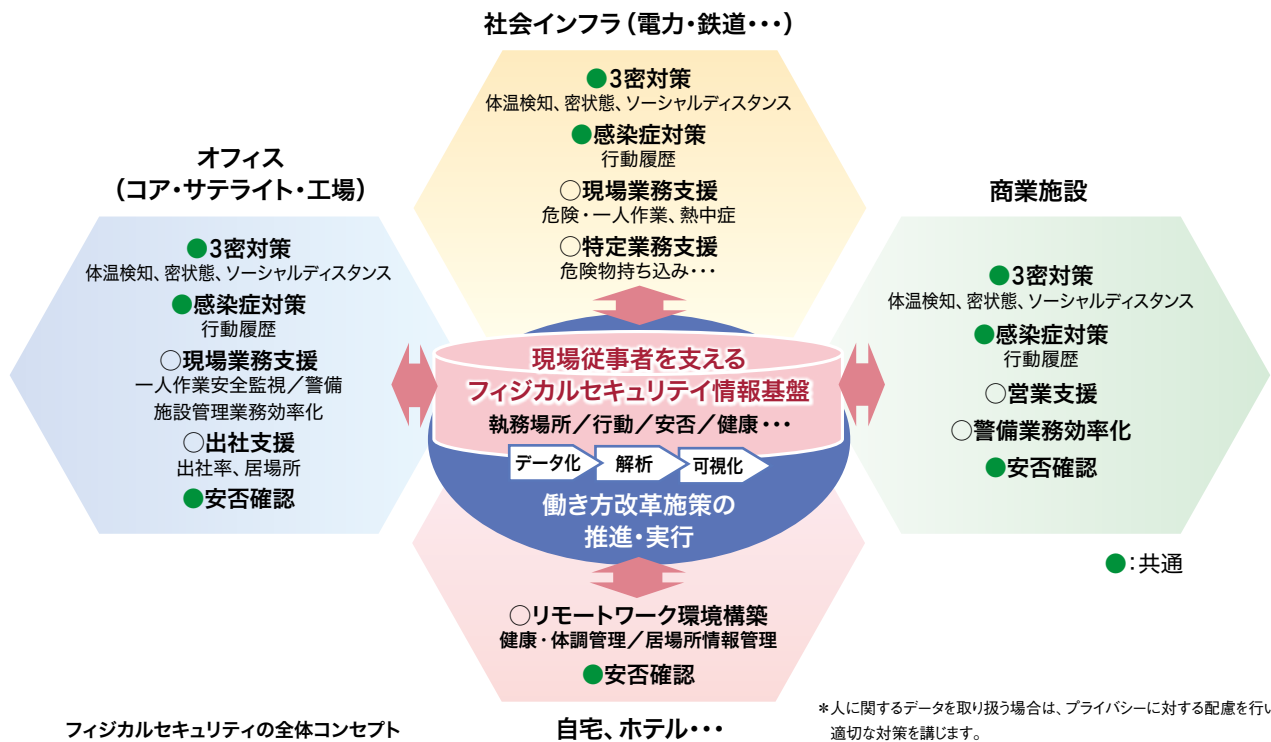 社会インフラ（電力・鉄道・・・）
●3密対策
体温検知、密状態、ソーシャルディスタンス
●感染症対策
行動履歴
○現場業務支援
危険・一人作業、熱中症
○特定業務支援
危険物持ち込み・・・
オフィス
（コア・サテライト・工場）
●3密対策
体温検知、密状態、ソーシャルディスタンス
●感染症対策
行動履歴
○現場業務支援
一人作業安全監視／警備
施設管理業務効率化
○出社支援
出社率、居場所
●安否確認
現場従事者を支える
フィジカルセキュリテイ情報基盤
執務場所／行動／安否／健康・・・
データ化 解析 可視化
働き方改革施策の
推進・実行
商業施設
●3密対策
体温検知、密状態、ソーシャルディスタンス
●感染症対策
行動履歴
○営業支援
○警備業務効率化
●安否確認
●：共通
○リモートワーク環境構築
健康・体調管理／居場所情報管理
●安否確認
自宅、ホテル・・・
フィジカルセキュリティの全体コンセプト
＊人に関するデータを取り扱う場合は、プライバシーに対する配慮を行い
適切な対策を講じます。